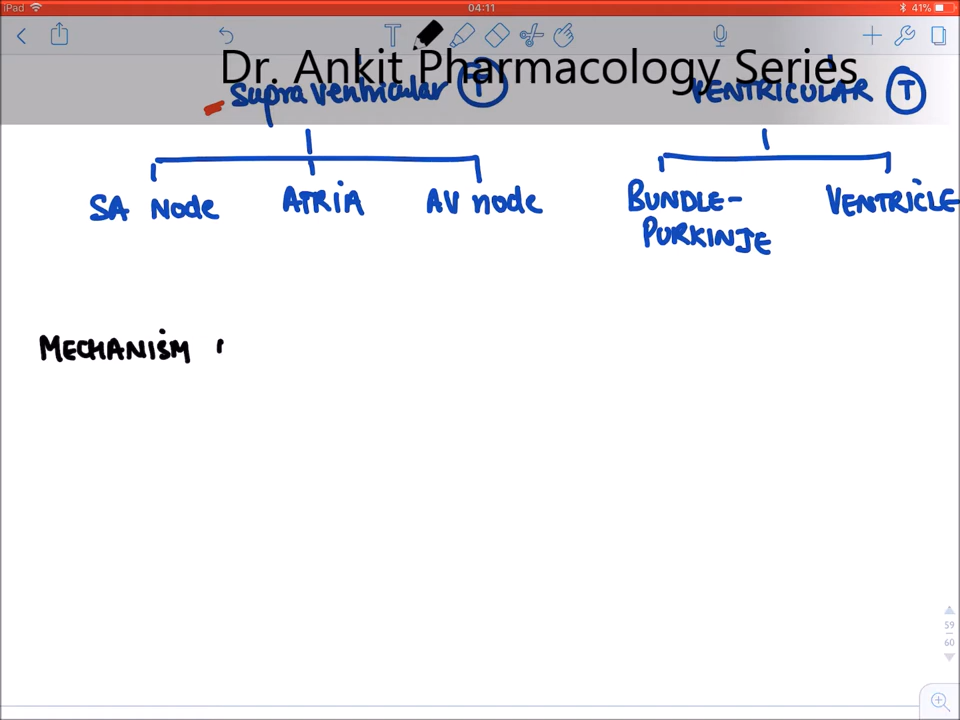 iPad 04:11 41%
Dr. Ankit Pharmacology Series
Supraventricular T VENTRICULAR T
SA Node ATRIA AV node BUNDLE- VENTRICLE
PURKINJE
MECHANISM
59
60